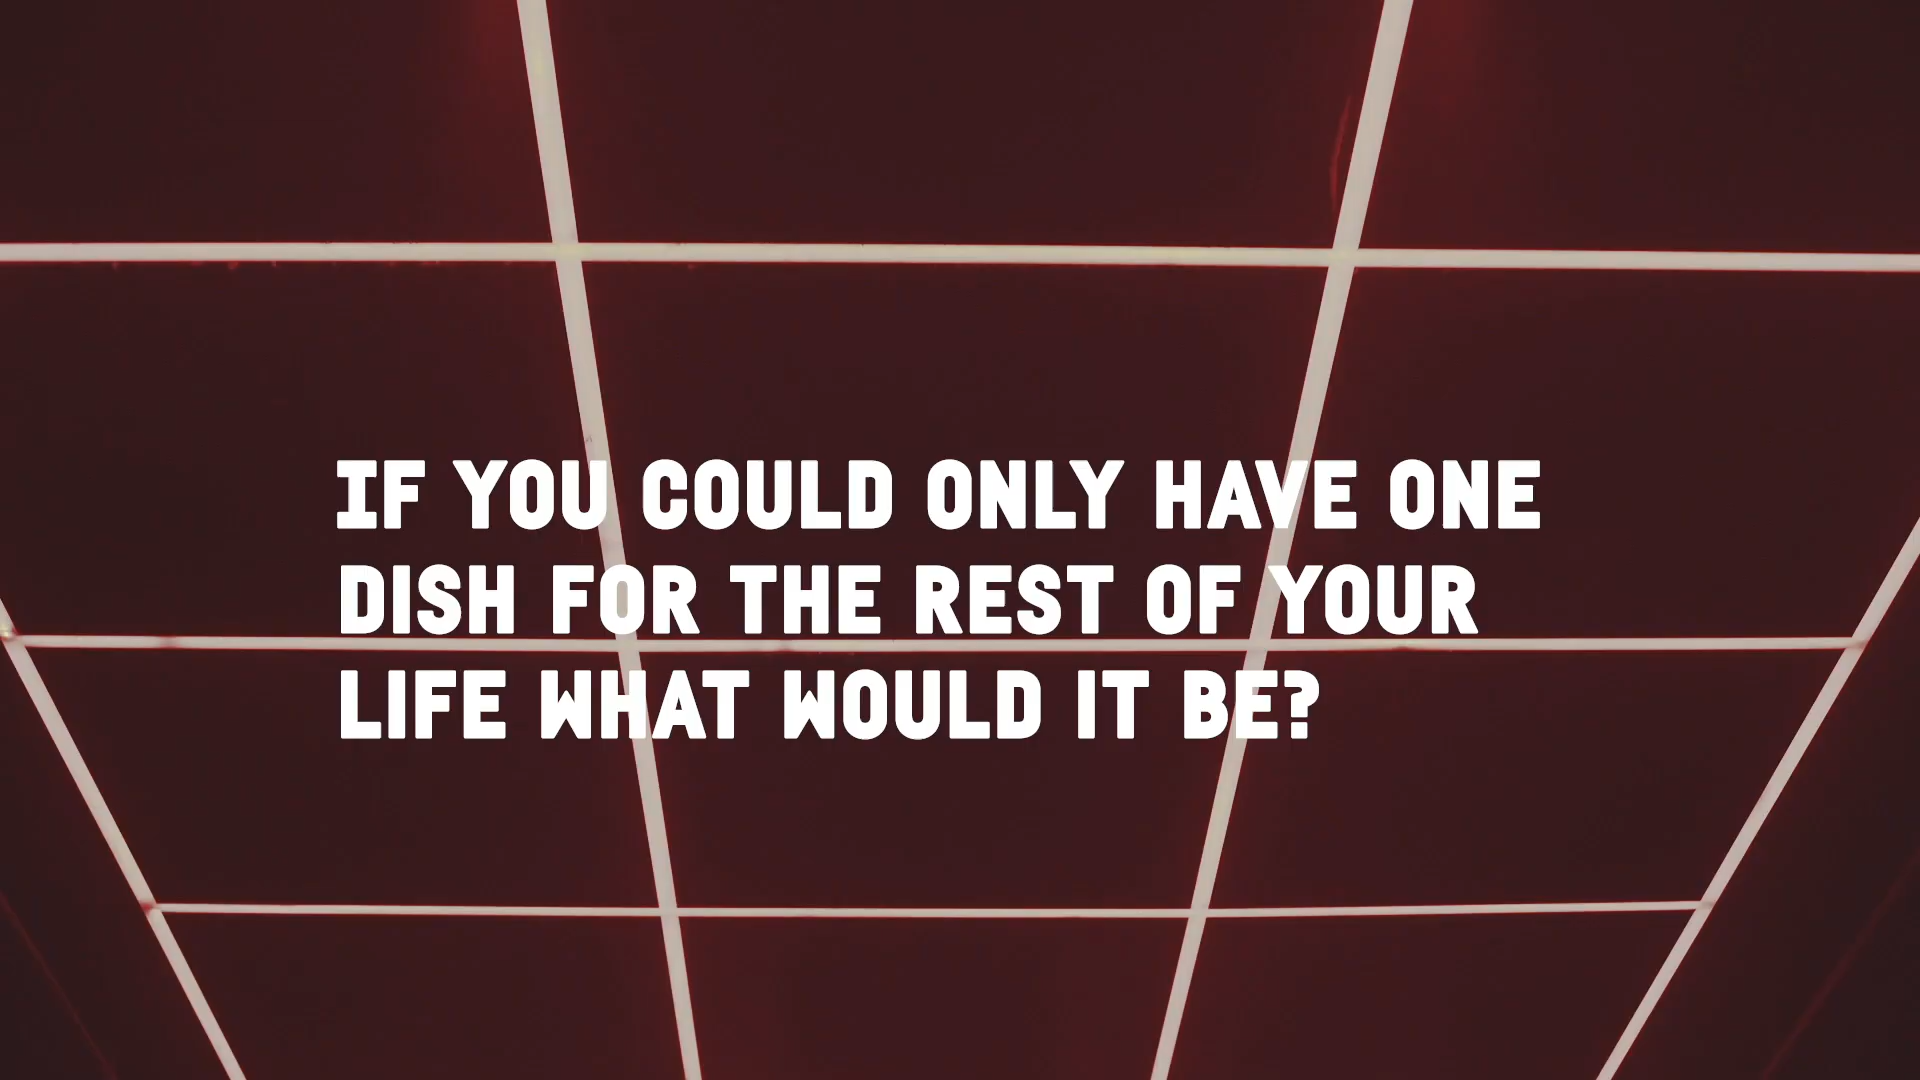 IF YOU COULD ONLY HAVE ONE
DISH FOR THE REST OF YOUR
LIFE WHAT WOULD IT BE?